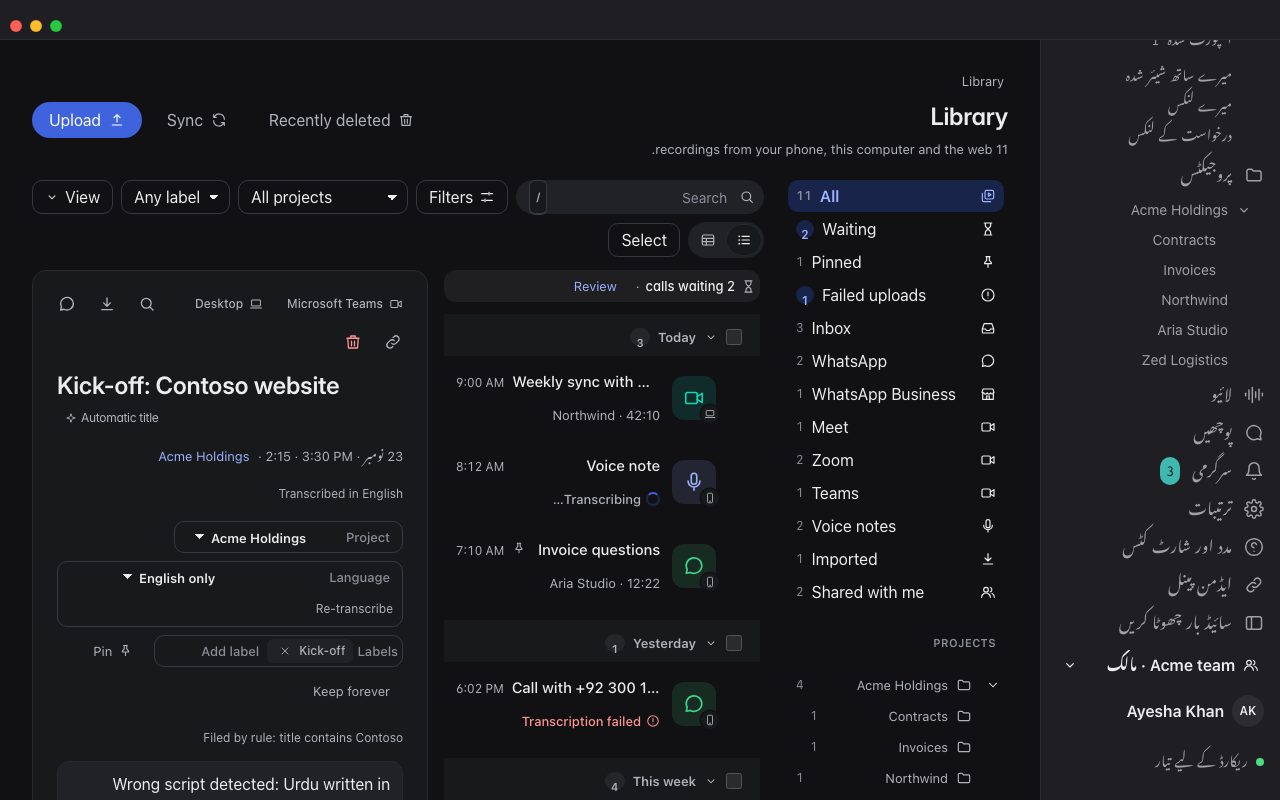 میرے ساتھ شیئر شدہ
میرے لنکس
درخواست کے لنکس
پروجیکٹس
Acme Holdings
Contracts
Invoices
Northwind
Aria Studio
Zed Logistics
لائیو
پوچھیں
سرگرمی 3
ترتیبات
مدد اور شارٹ کٹس
ایڈمن پینل
سائیڈ بار چھوٹا کریں
Acme team · مالک
Ayesha Khan AK
ریکارڈ کے لیے تیار
Library
Library
.recordings from your phone, this computer and the web 11
Upload
Sync
Recently deleted
View
Any label
All projects
Filters
/
Search
Select
11 All
2 Waiting
1 Pinned
1 Failed uploads
3 Inbox
2 WhatsApp
1 WhatsApp Business
1 Meet
2 Zoom
1 Teams
2 Voice notes
1 Imported
2 Shared with me
PROJECTS
4 Acme Holdings
1 Contracts
1 Invoices
1 Northwind
Review · calls waiting 2
3 Today
9:00 AM Weekly sync with ...
Northwind · 42:10
8:12 AM Voice note
...Transcribing
7:10 AM Invoice questions
Aria Studio · 12:22
1 Yesterday
6:02 PM Call with +92 300 1...
Transcription failed
4 This week
Desktop
Microsoft Teams
Kick-off: Contoso website
Automatic title
Acme Holdings · 2:15 · 3:30 PM · 23 نومبر
Transcribed in English
Acme Holdings Project
English only Language
Re-transcribe
Pin
Add label × Kick-off Labels
Keep forever
Filed by rule: title contains Contoso
Wrong script detected: Urdu written in